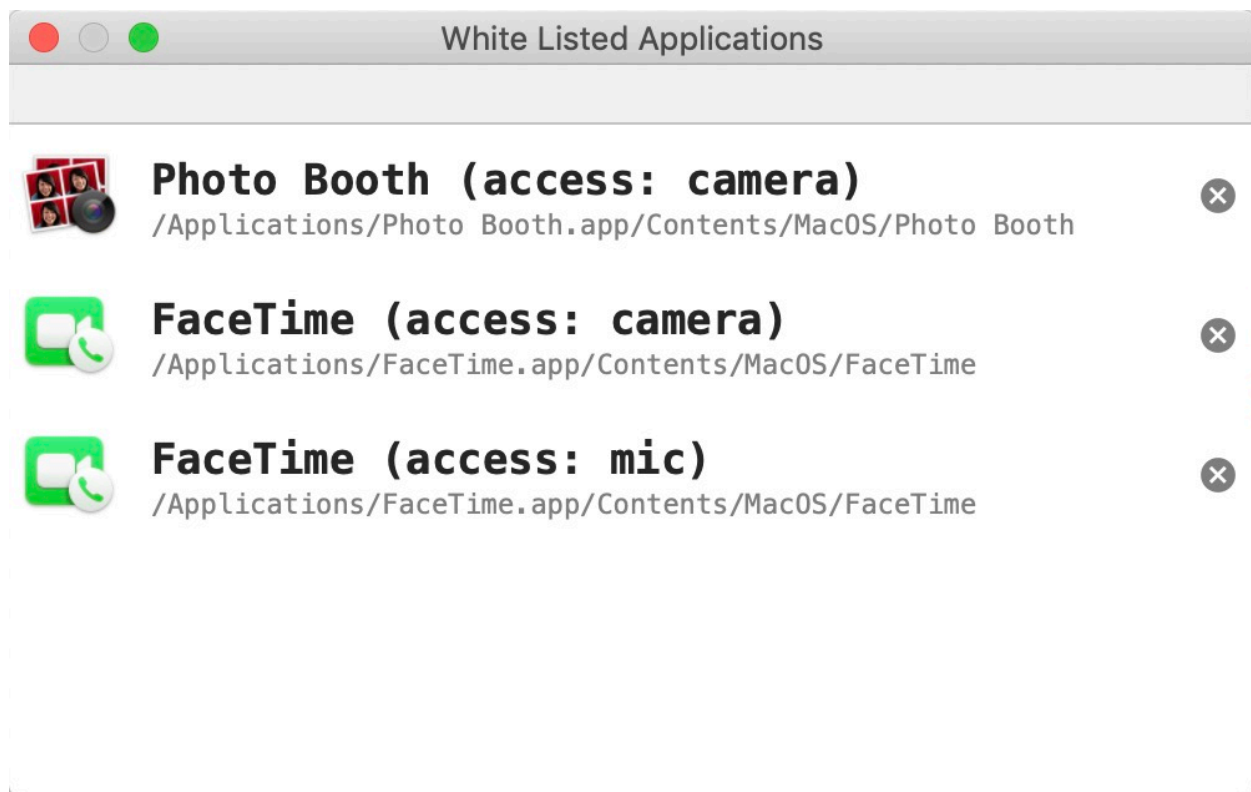 White Listed Applications
Photo Booth (access: camera)
/Applications/Photo Booth.app/Contents/MacOS/Photo Booth
FaceTime (access: camera)
/Applications/FaceTime.app/Contents/MacOS/FaceTime
FaceTime (access: mic)
/Applications/FaceTime.app/Contents/MacOS/FaceTime